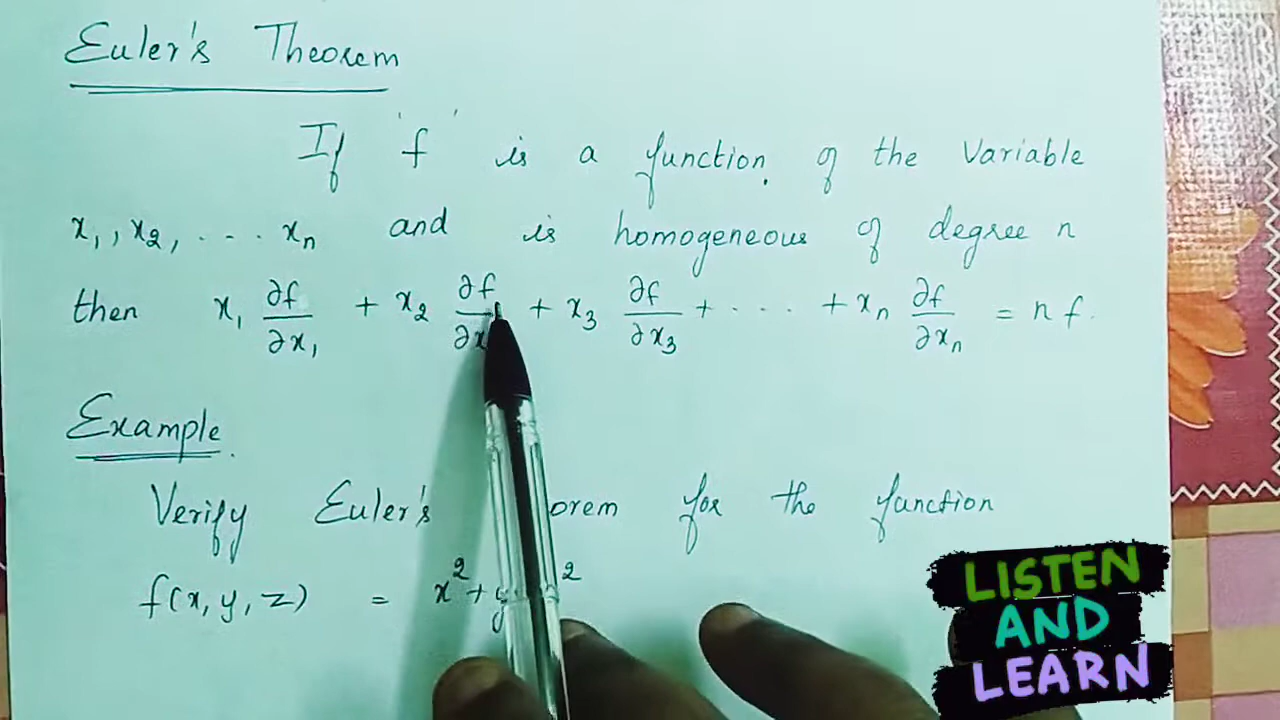 Euler's Theorem
If 'f' is a function of the variable
x₁, x₂, .... xₙ and is homogeneous of degree n
then x₁ ∂f/∂x₁ + x₂ ∂f/∂x + x₃ ∂f/∂x₃ + .... + xₙ ∂f/∂xₙ = n f.
Example.
Verify Euler's orem for the function
f(x, y, z) = x² + y ²
LISTEN
AND
LEARN